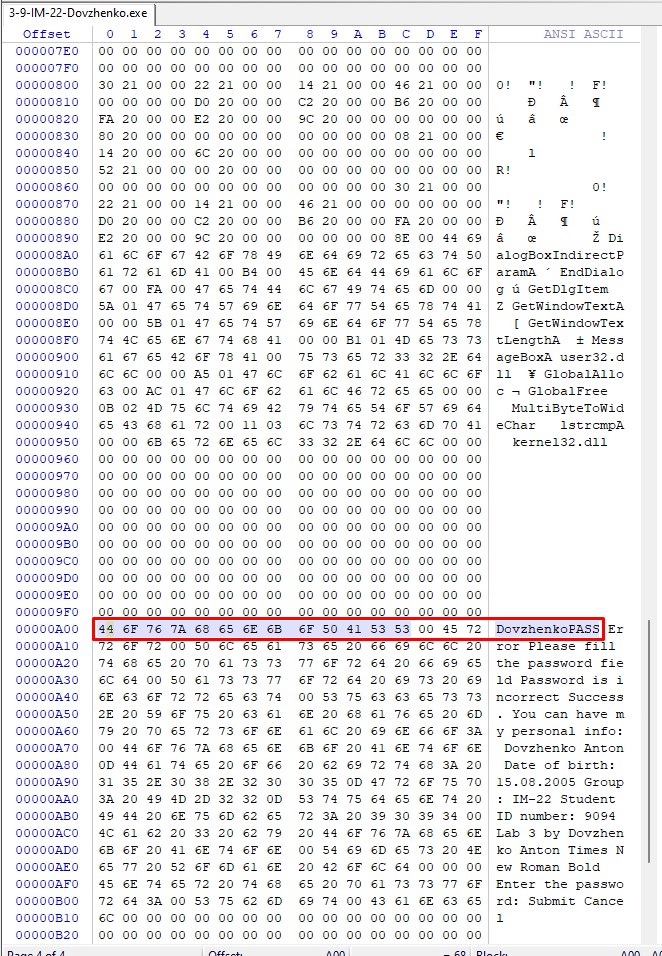 3-9-IM-22-Dovzhenko.exe
Offset 0 1 2 3 4 5 6 7 8 9 A B C D E F ANSI ASCII
000007E0 00 00 00 00 00 00 00 00 00 00 00 00 00 00 00 00
000007F0 00 00 00 00 00 00 00 00 00 00 00 00 00 00 00 00
00000800 30 21 00 00 22 21 00 00 14 21 00 00 46 21 00 00 0! "! ! F!
00000810 00 00 00 00 D0 20 00 00 C2 20 00 00 B6 20 00 00 Ð Â ¶
00000820 FA 20 00 00 E2 20 00 00 9C 20 00 00 00 00 00 00 ú â œ
00000830 80 20 00 00 00 00 00 00 00 00 00 00 08 21 00 00 € !
00000840 14 20 00 00 6C 20 00 00 00 00 00 00 00 00 00 00 l
00000850 52 21 00 00 00 20 00 00 00 00 00 00 00 00 00 00 R!
00000860 00 00 00 00 00 00 00 00 00 00 00 00 30 21 00 00 0!
00000870 22 21 00 00 14 21 00 00 46 21 00 00 00 00 00 00 "! ! F!
00000880 D0 20 00 00 C2 20 00 00 B6 20 00 00 FA 20 00 00 Ð Â ¶ ú
00000890 E2 20 00 00 9C 20 00 00 00 00 00 00 8E 00 44 69 â œ Ž Di
000008A0 61 6C 6F 67 42 6F 78 49 6E 64 69 72 65 63 74 50 alogBoxIndirectP
000008B0 61 72 61 6D 41 00 B4 00 45 6E 64 44 69 61 6C 6F aramA ´ EndDialo
000008C0 67 00 FA 00 47 65 74 44 6C 67 49 74 65 6D 00 00 g ú GetDlgItem
000008D0 5A 01 47 65 74 57 69 6E 64 6F 77 54 65 78 74 41 Z GetWindowTextA
000008E0 00 00 5B 01 47 65 74 57 69 6E 64 6F 77 54 65 78 [ GetWindowTex
000008F0 74 4C 65 6E 67 74 68 41 00 00 B1 01 4D 65 73 73 tLengthA ± Mess
00000900 61 67 65 42 6F 78 41 00 75 73 65 72 33 32 2E 64 ageBoxA user32.d
00000910 6C 6C 00 00 A5 01 47 6C 6F 62 61 6C 41 6C 6C 6F ll ¥ GlobalAllo
00000920 63 00 AC 01 47 6C 6F 62 61 6C 46 72 65 65 00 00 c ¬ GlobalFree
00000930 0B 02 4D 75 6C 74 69 42 79 74 65 54 6F 57 69 64 MultiByteToWid
00000940 65 43 68 61 72 00 11 03 6C 73 74 72 63 6D 70 41 eChar lstrcmpA
00000950 00 00 6B 65 72 6E 65 6C 33 32 2E 64 6C 6C 00 00 kernel32.dll
00000960 00 00 00 00 00 00 00 00 00 00 00 00 00 00 00 00
00000970 00 00 00 00 00 00 00 00 00 00 00 00 00 00 00 00
00000980 00 00 00 00 00 00 00 00 00 00 00 00 00 00 00 00
00000990 00 00 00 00 00 00 00 00 00 00 00 00 00 00 00 00
000009A0 00 00 00 00 00 00 00 00 00 00 00 00 00 00 00 00
000009B0 00 00 00 00 00 00 00 00 00 00 00 00 00 00 00 00
000009C0 00 00 00 00 00 00 00 00 00 00 00 00 00 00 00 00
000009D0 00 00 00 00 00 00 00 00 00 00 00 00 00 00 00 00
000009E0 00 00 00 00 00 00 00 00 00 00 00 00 00 00 00 00
000009F0 00 00 00 00 00 00 00 00 00 00 00 00 00 00 00 00
00000A00 44 6F 76 7A 68 65 6E 6B 6F 50 41 53 53 00 45 72 DovzhenkoPASS Er
00000A10 72 6F 72 00 50 6C 65 61 73 65 20 66 69 6C 6C 20 ror Please fill
00000A20 74 68 65 20 70 61 73 73 77 6F 72 64 20 66 69 65 the password fie
00000A30 6C 64 00 50 61 73 73 77 6F 72 64 20 69 73 20 69 ld Password is i
00000A40 6E 63 6F 72 72 65 63 74 00 53 75 63 63 65 73 73 ncorrect Success
00000A50 2E 20 59 6F 75 20 63 61 6E 20 68 61 76 65 20 6D . You can have m
00000A60 79 20 70 65 72 73 6F 6E 61 6C 20 69 6E 66 6F 3A y personal info:
00000A70 00 44 6F 76 7A 68 65 6E 6B 6F 20 41 6E 74 6F 6E Dovzhenko Anton
00000A80 0D 44 61 74 65 20 6F 66 20 62 69 72 74 68 3A 20 Date of birth:
00000A90 31 35 2E 30 38 2E 32 30 30 35 0D 47 72 6F 75 70 15.08.2005 Group
00000AA0 3A 20 49 4D 2D 32 32 0D 53 74 75 64 65 6E 74 20 : IM-22 Student
00000AB0 49 44 20 6E 75 6D 62 65 72 3A 20 39 30 39 34 00 ID number: 9094
00000AC0 4C 61 62 20 33 20 62 79 20 44 6F 76 7A 68 65 6E Lab 3 by Dovzhen
00000AD0 6B 6F 20 41 6E 74 6F 6E 00 54 69 6D 65 73 20 4E ko Anton Times N
00000AE0 65 77 20 52 6F 6D 61 6E 20 42 6F 6C 64 00 00 00 ew Roman Bold
00000AF0 45 6E 74 65 72 20 74 68 65 20 70 61 73 73 77 6F Enter the passwo
00000B00 72 64 3A 00 53 75 62 6D 69 74 00 43 61 6E 63 65 rd: Submit Cance
00000B10 6C 00 00 00 00 00 00 00 00 00 00 00 00 00 00 00 l
00000B20 00 00 00 00 00 00 00 00 00 00 00 00 00 00 00 00
Page 4 of 4 Offset: A00 = 68 Block: A00